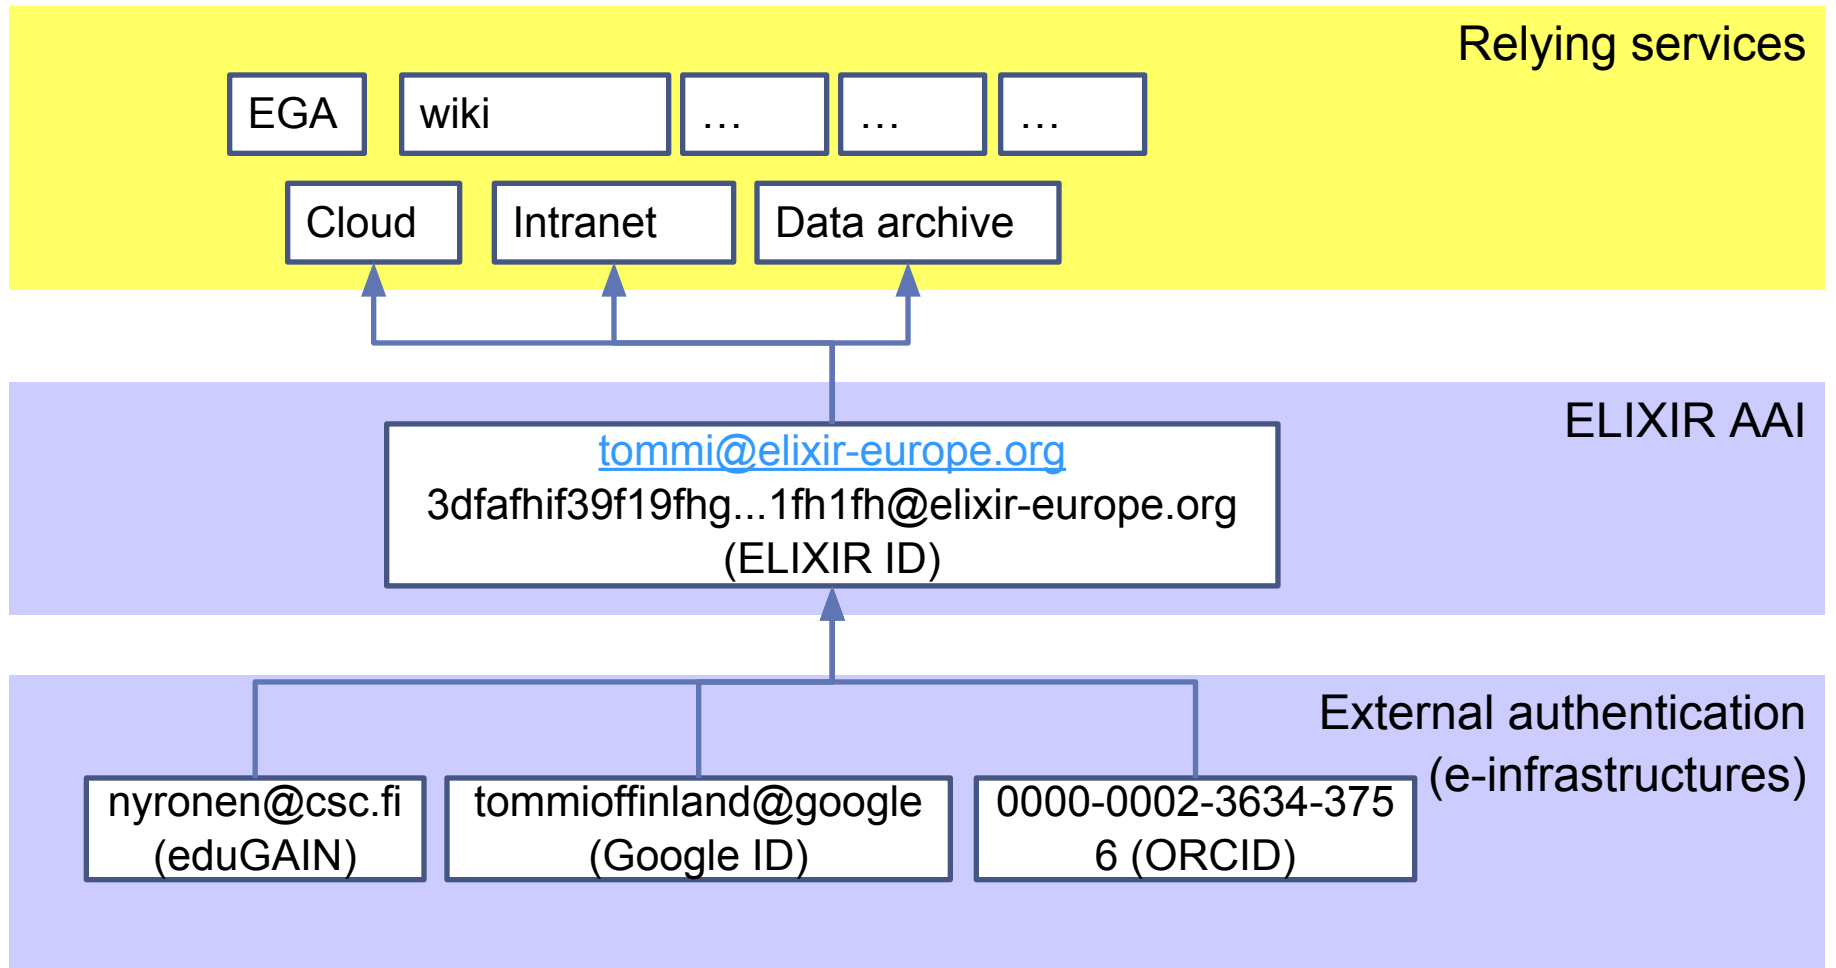 Relying services
EGA
wiki
…
…
…
Cloud
Intranet
Data archive
ELIXIR AAI
tommi@elixir-europe.org
3dfafhif39f19fhg...1fh1fh@elixir-europe.org
(ELIXIR ID)
External authentication
(e-infrastructures)
nyronen@csc.fi
(eduGAIN)
tommioffinland@google
(Google ID)
0000-0002-3634-375
6 (ORCID)